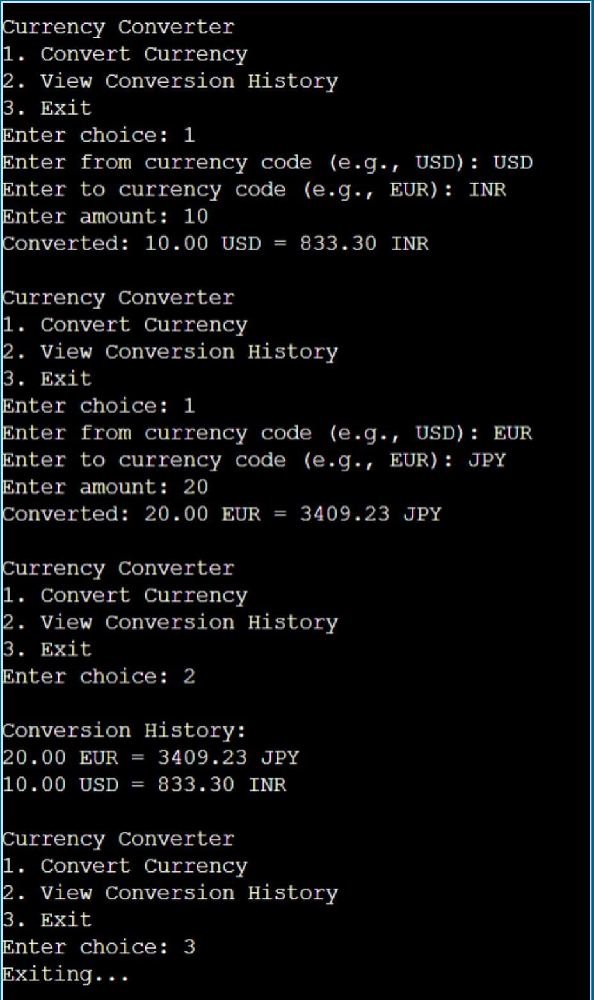 Currency Converter
1. Convert Currency
2. View Conversion History
3. Exit
Enter choice: 1
Enter from currency code (e.g., USD): USD
Enter to currency code (e.g., EUR): INR
Enter amount: 10
Converted: 10.00 USD = 833.30 INR

Currency Converter
1. Convert Currency
2. View Conversion History
3. Exit
Enter choice: 1
Enter from currency code (e.g., USD): EUR
Enter to currency code (e.g., EUR): JPY
Enter amount: 20
Converted: 20.00 EUR = 3409.23 JPY

Currency Converter
1. Convert Currency
2. View Conversion History
3. Exit
Enter choice: 2

Conversion History:
20.00 EUR = 3409.23 JPY
10.00 USD = 833.30 INR

Currency Converter
1. Convert Currency
2. View Conversion History
3. Exit
Enter choice: 3
Exiting...